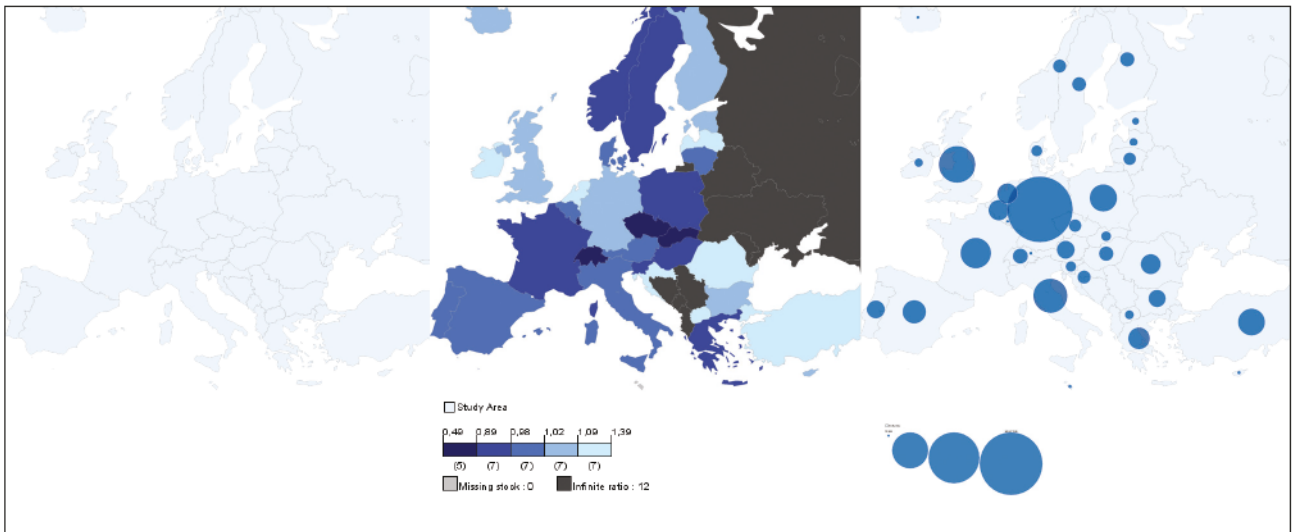 Study Area
0,49 0,89 0,98 1,02 1,09 1,39
(5) (7) (7) (7) (7)
Missing stock : 0 Infinite ratio : 12